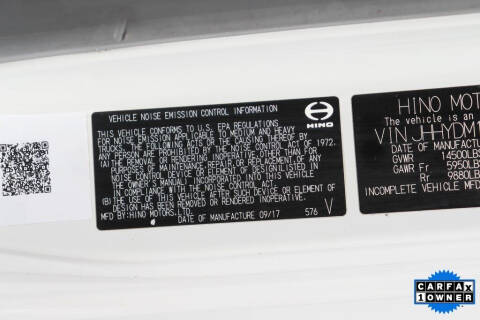 VEHICLE NOISE EMISSION CONTROL INFORMATION
THIS VEHICLE CONFORMS TO U.S. EPA REGULATIONS
FOR NOISE EMISSION APPLICABLE TO MEDIUM AND HEAVY
TRUCKS. THE FOLLOWING ACTS OR THE CAUSING THEREOF BY
ANY PERSON ARE PROHIBITED BY THE NOISE CONTROL ACT OF 1972.
(A) THE REMOVAL OR RENDERING INOPERATIVE, OTHER THAN
FOR PURPOSES OF MAINTENANCE, REPAIR, OR REPLACEMENT, OF ANY
NOISE CONTROL DEVICE OR ELEMENT OF DESIGN (LISTED IN
THE OWNER'S MANUAL) INCORPORATED INTO THIS VEHICLE
IN COMPLIANCE WITH THE NOISE CONTROL ACT.
(B) THE USE OF THIS VEHICLE AFTER SUCH DEVICE OR ELEMENT OF
DESIGN HAS BEEN REMOVED OR RENDERED INOPERATIVE.
MFD BY: HINO MOTORS, LTD.
DATE OF MANUFACTURE 09/17 576 V
HINO
HINO MOT
The vehicle is an
VIN JHHYDM1
DATE OF MANUFACTUR
GVWR 14500LB
GAWR Fr 5950LB
Rr 9880LB
INCOMPLETE VEHICLE MFD
CARFAX
1 OWNER